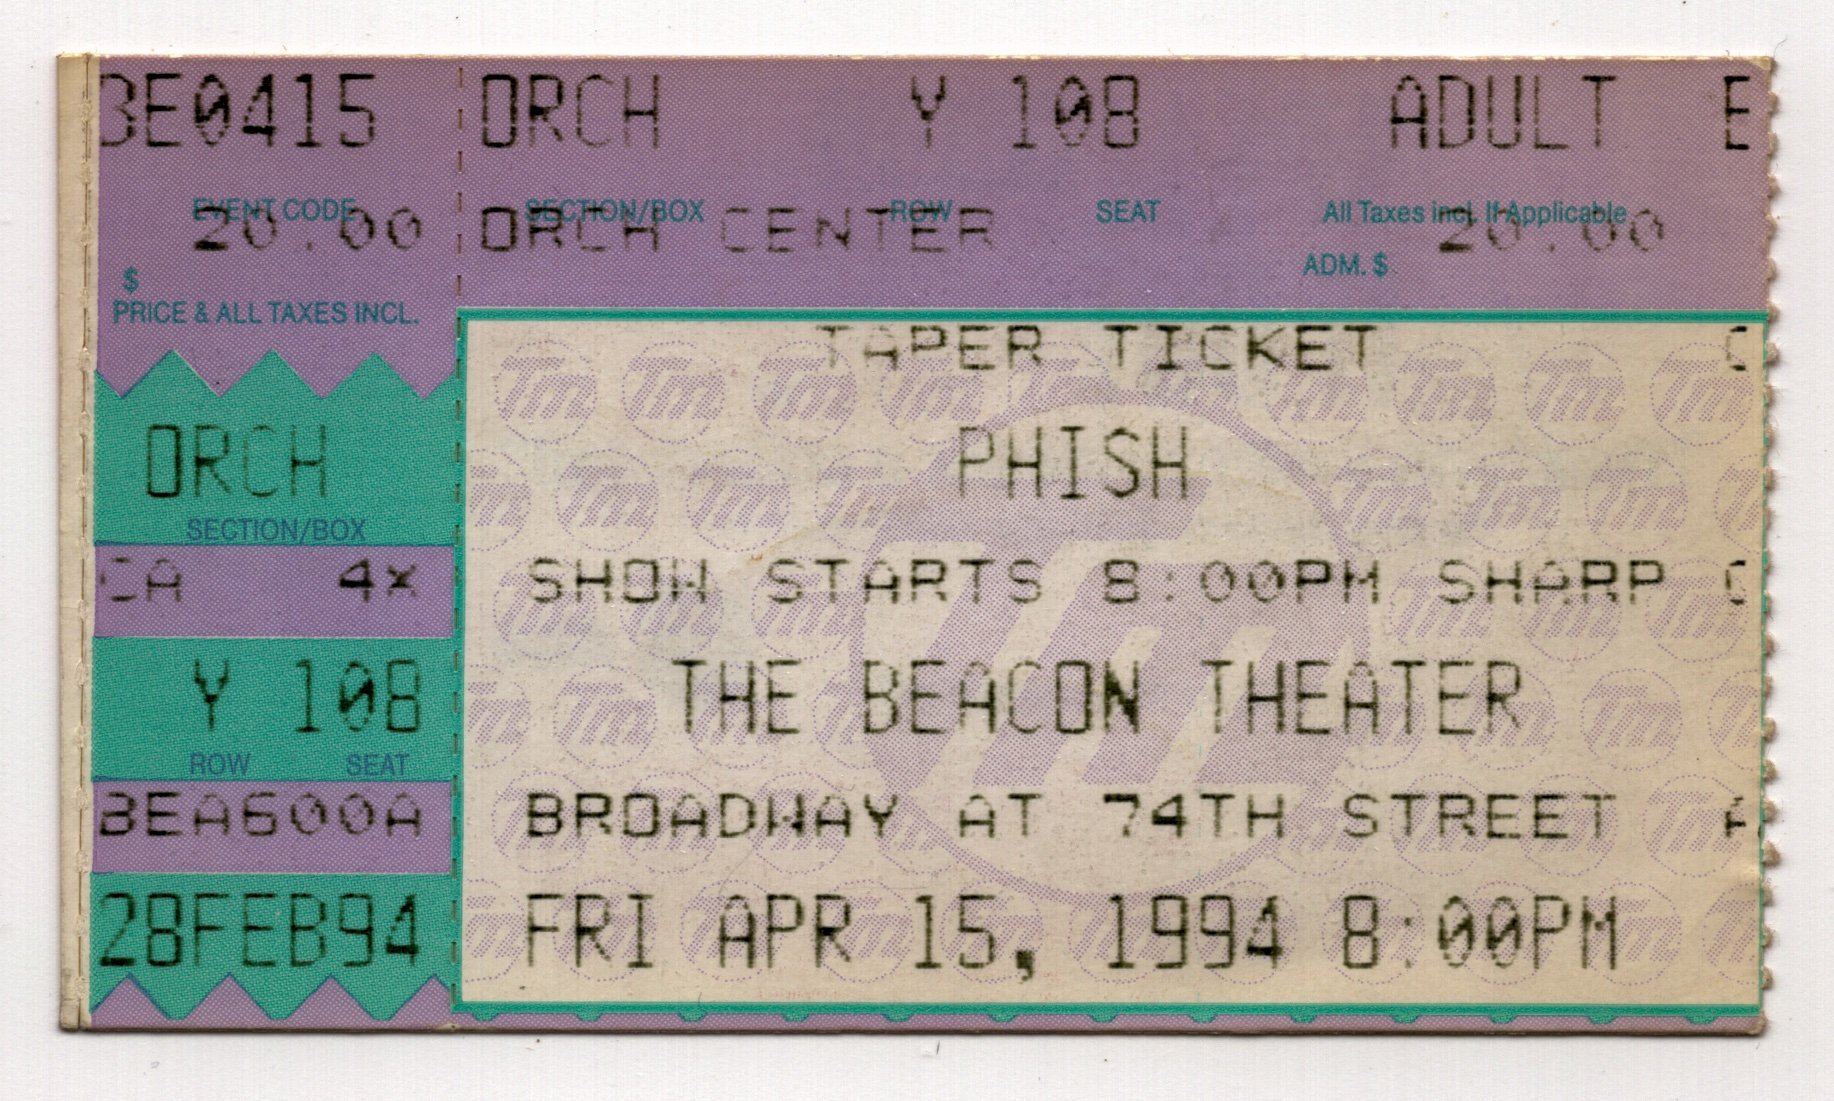 BE0415 ORCH Y 108 ADULT E
EVENT CODE SECTION/BOX ROW SEAT All Taxes incl. If Applicable
20.00 ORCH CENTER 20.00
$ ADM. $
PRICE & ALL TAXES INCL.
TAPER TICKET C
ORCH PHISH
SECTION/BOX
CA 4X SHOW STARTS 8:00PM SHARP C
Y 108 THE BEACON THEATER
ROW SEAT
BEA600A BROADWAY AT 74TH STREET A
28FEB94 FRI APR 15, 1994 8:00PM